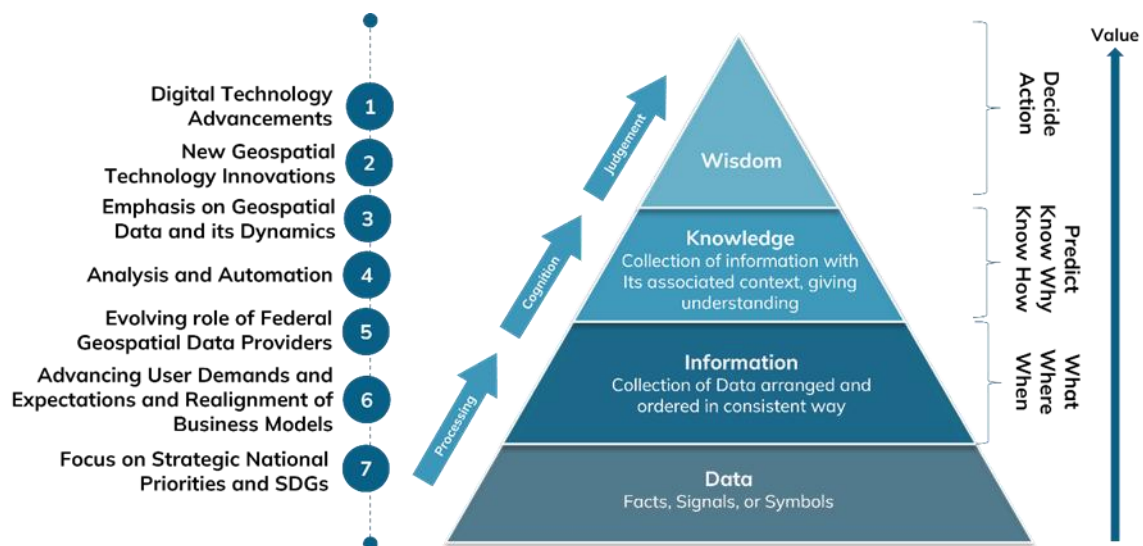 Digital Technology
Advancements
1
New Geospatial
Technology Innovations
2
Emphasis on Geospatial
Data and its Dynamics
3
Analysis and Automation
4
Evolving role of Federal
Geospatial Data Providers
5
Advancing User Demands and
Expectations and Realignment of
Business Models
6
Focus on Strategic National
Priorities and SDGs
7
Judgement
Cognition
Processing
Wisdom
Knowledge
Collection of information with
Its associated context, giving
understanding
Information
Collection of Data arranged and
ordered in consistent way
Data
Facts, Signals, or Symbols
Decide
Action
Predict
Know Why
Know How
What
Where
When
Value